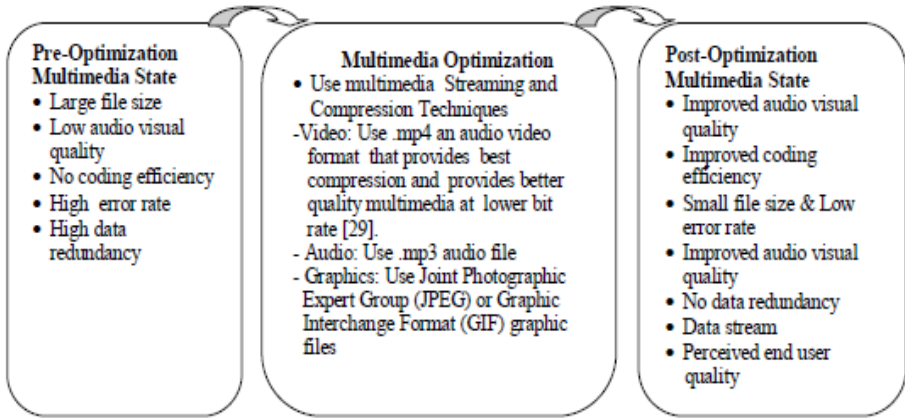 Pre-Optimization
Multimedia State
• Large file size
• Low audio visual
quality
• No coding efficiency
• High error rate
• High data
redundancy
Multimedia Optimization
• Use multimedia Streaming and
Compression Techniques
-Video: Use .mp4 an audio video
format that provides best
compression and provides better
quality multimedia at lower bit
rate [29].
- Audio: Use .mp3 audio file
- Graphics: Use Joint Photographic
Expert Group (JPEG) or Graphic
Interchange Format (GIF) graphic
files
Post-Optimization
Multimedia State
• Improved audio visual
quality
• Improved coding
efficiency
• Small file size & Low
error rate
• Improved audio visual
quality
• No data redundancy
• Data stream
• Perceived end user
quality